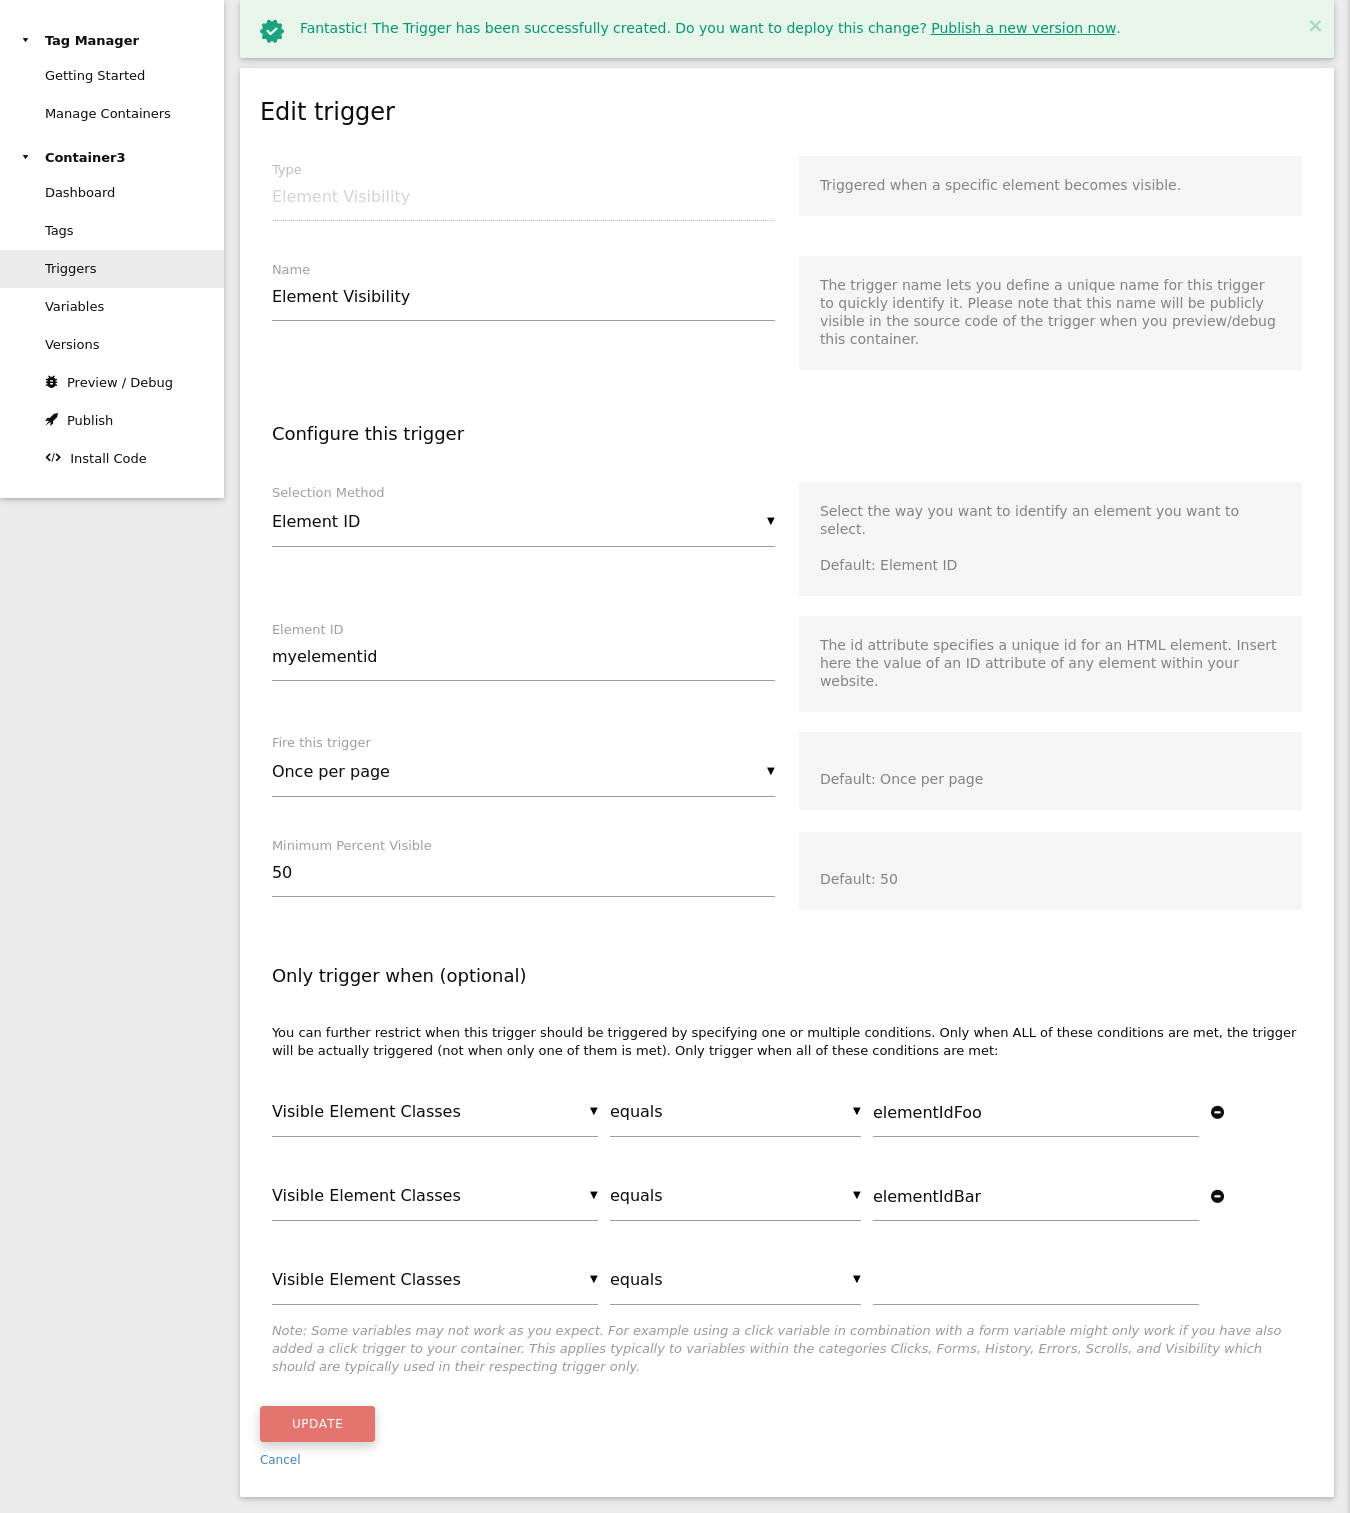 Tag Manager
Getting Started
Manage Containers
Container3
Dashboard
Tags
Triggers
Variables
Versions
Preview / Debug
Publish
Install Code
Fantastic! The Trigger has been successfully created. Do you want to deploy this change? Publish a new version now.
×
Edit trigger
Type
Element Visibility
Triggered when a specific element becomes visible.
Name
Element Visibility
The trigger name lets you define a unique name for this trigger
to quickly identify it. Please note that this name will be publicly
visible in the source code of the trigger when you preview/debug
this container.
Configure this trigger
Selection Method
Element ID
Select the way you want to identify an element you want to
select.
Default: Element ID
Element ID
myelementid
The id attribute specifies a unique id for an HTML element. Insert
here the value of an ID attribute of any element within your
website.
Fire this trigger
Once per page
Default: Once per page
Minimum Percent Visible
50
Default: 50
Only trigger when (optional)
You can further restrict when this trigger should be triggered by specifying one or multiple conditions. Only when ALL of these conditions are met, the trigger
will be actually triggered (not when only one of them is met). Only trigger when all of these conditions are met:
Visible Element Classes equals elementIdFoo
Visible Element Classes equals elementIdBar
Visible Element Classes equals
Note: Some variables may not work as you expect. For example using a click variable in combination with a form variable might only work if you have also
added a click trigger to your container. This applies typically to variables within the categories Clicks, Forms, History, Errors, Scrolls, and Visibility which
should are typically used in their respecting trigger only.
UPDATE
Cancel